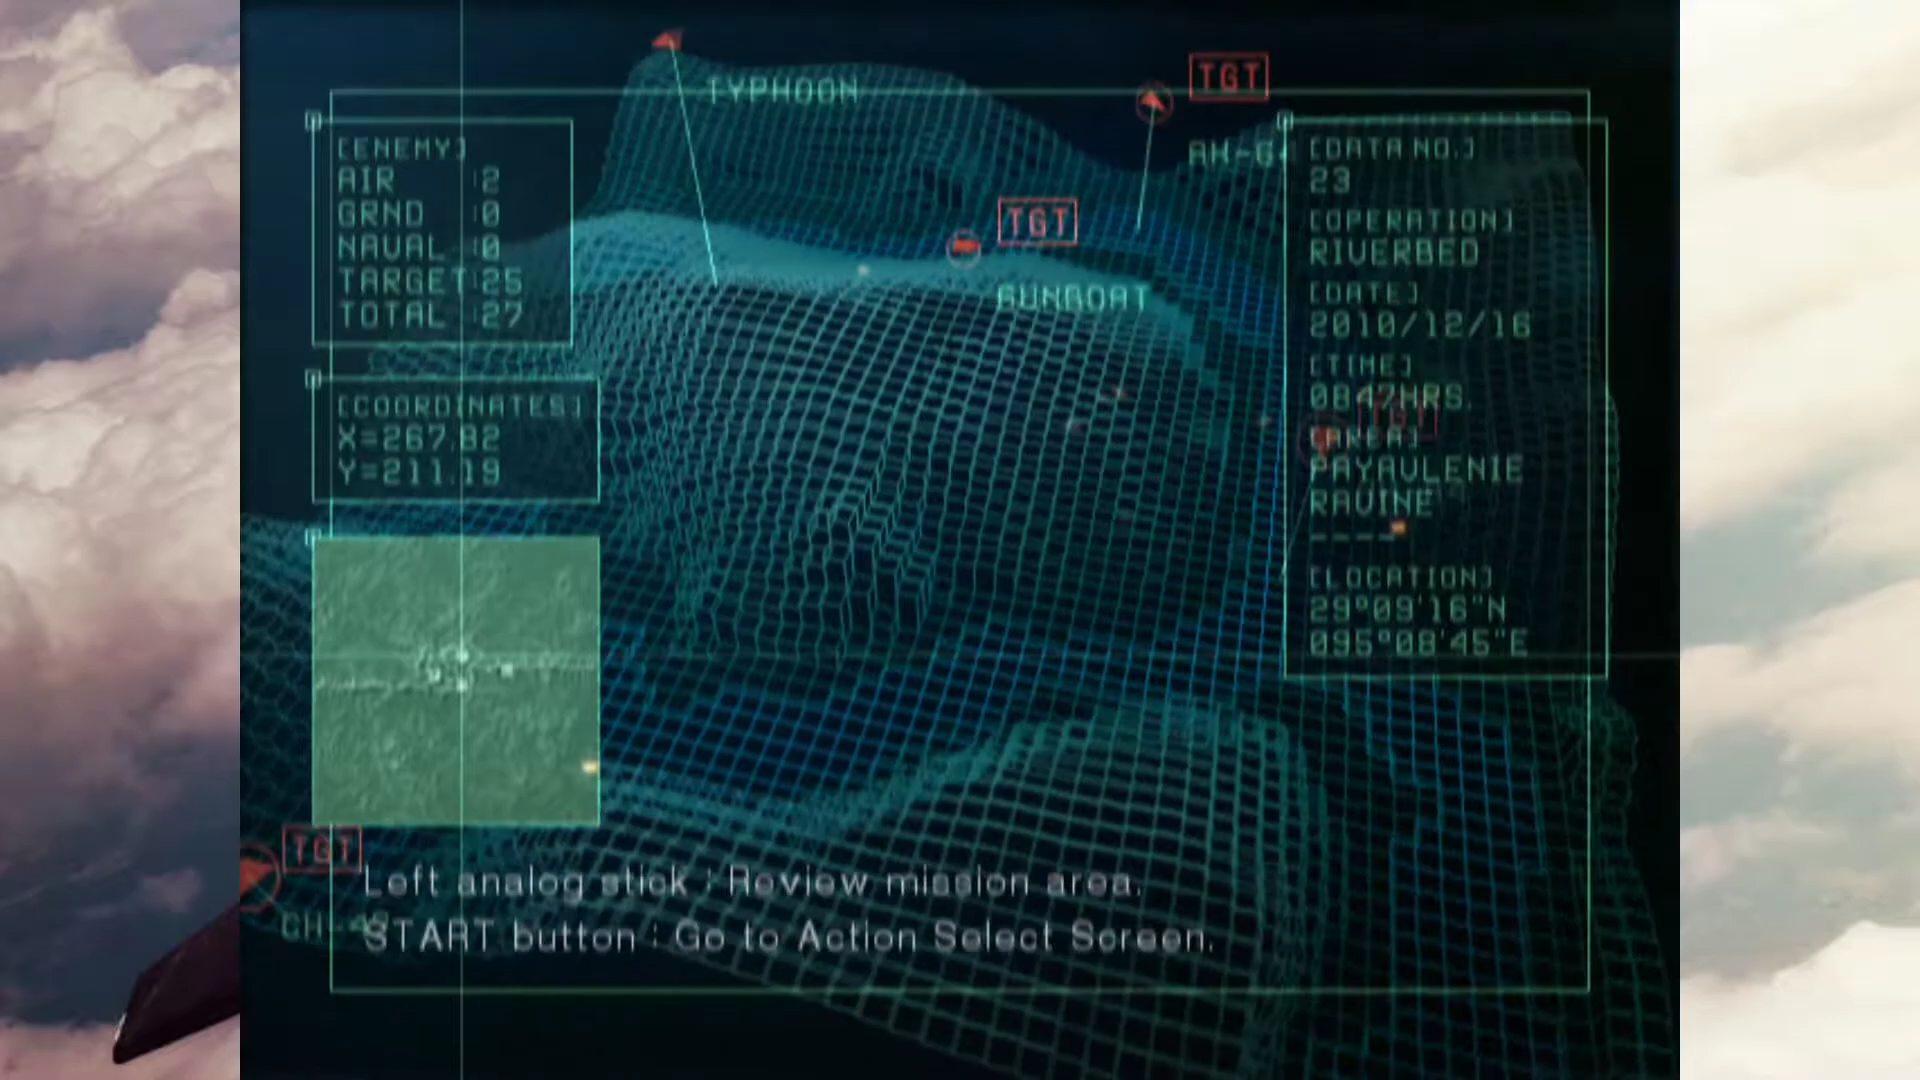 TYPHOON
TGT
AH-64
TGT
GUNBOAT
[ENEMY]
AIR :2
GRND :0
NAVAL :0
TARGET:25
TOTAL :27
[COORDINATES]
X=267.82
Y=211.19
[DATA NO.]
23
[OPERATION]
RIVERBED
[DATE]
2010/12/16
[TIME]
0847HRS.
TGT
[AREA]
PAYAVLENIE
RAVINE
----
[LOCATION]
29°09'16"N
095°08'45"E
TGT
Left analog stick : Review mission area.
START button : Go to Action Select Screen.